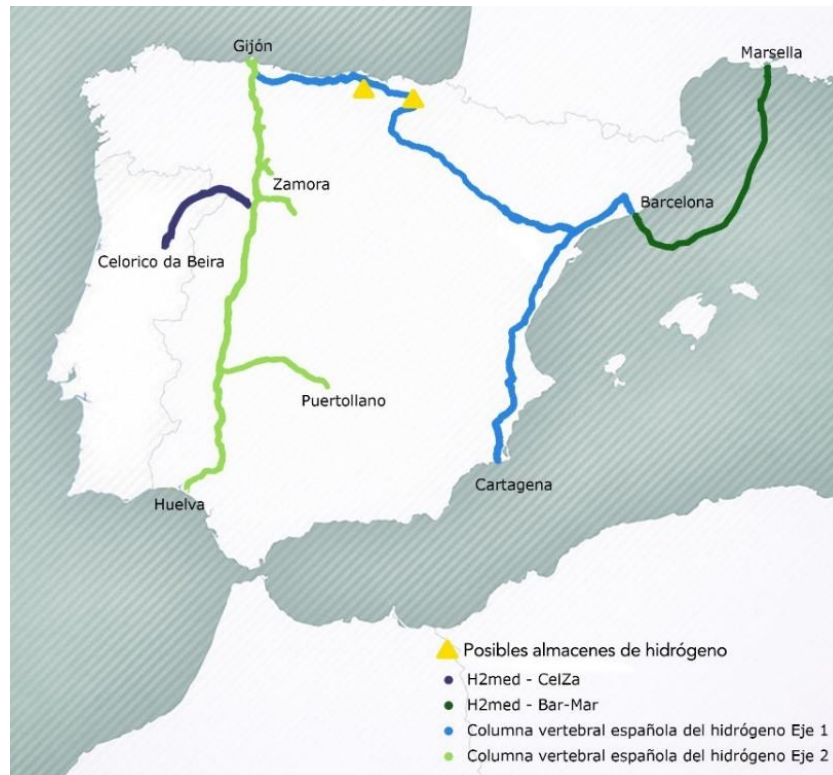 Gijón
Marsella
Zamora
Barcelona
Celorico da Beira
Puertollano
Cartagena
Huelva
Posibles almacenes de hidrógeno
H2med - CelZa
H2med - Bar-Mar
Columna vertebral española del hidrógeno Eje 1
Columna vertebral española del hidrógeno Eje 2